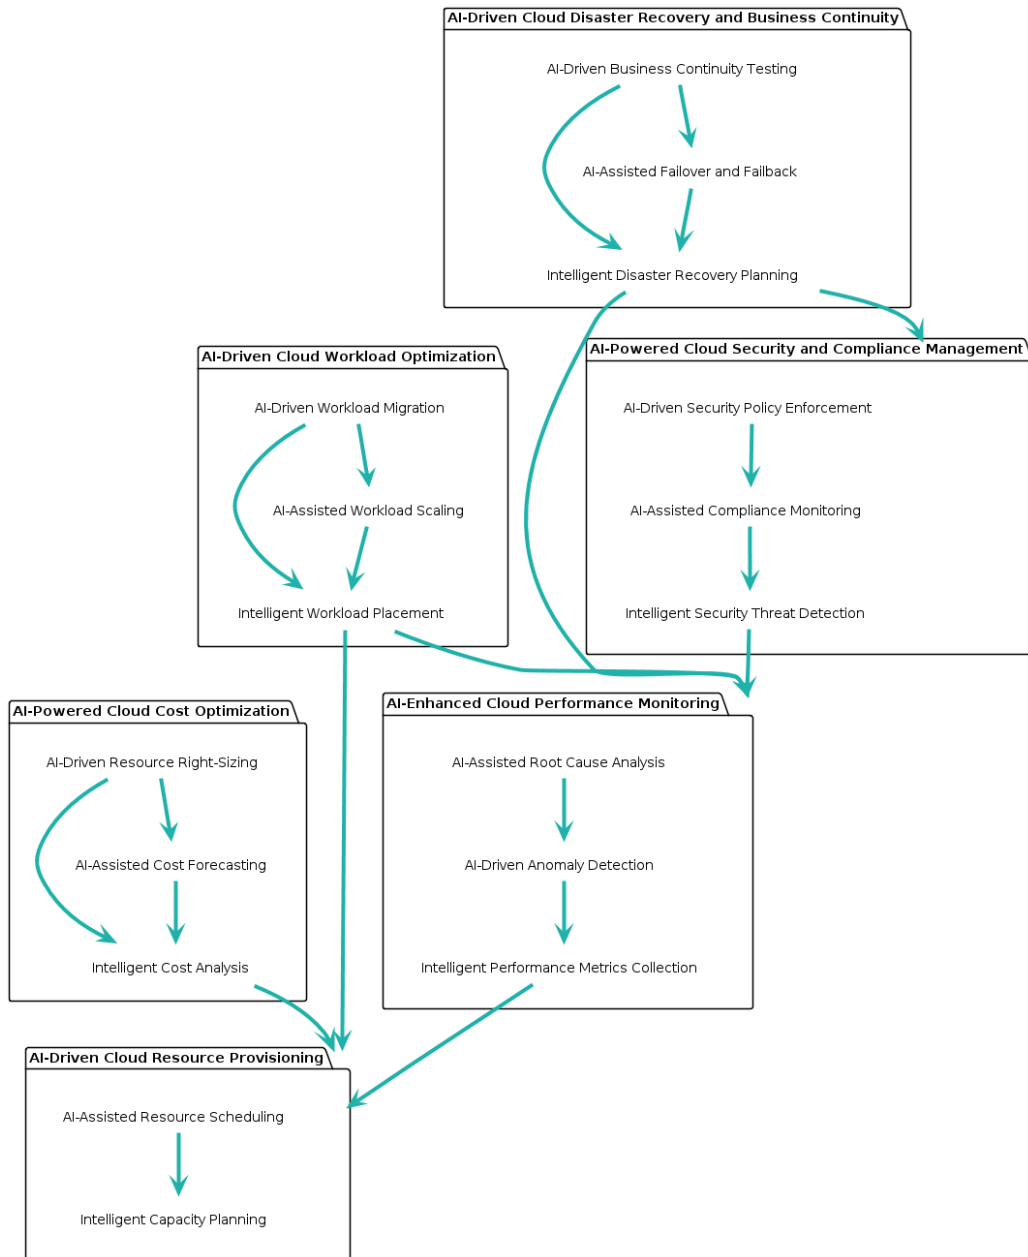 AI-Driven Cloud Disaster Recovery and Business Continuity
AI-Driven Business Continuity Testing
AI-Assisted Failover and Failback
Intelligent Disaster Recovery Planning
AI-Driven Cloud Workload Optimization
AI-Driven Workload Migration
AI-Assisted Workload Scaling
Intelligent Workload Placement
AI-Powered Cloud Security and Compliance Management
AI-Driven Security Policy Enforcement
AI-Assisted Compliance Monitoring
Intelligent Security Threat Detection
AI-Powered Cloud Cost Optimization
AI-Driven Resource Right-Sizing
AI-Assisted Cost Forecasting
Intelligent Cost Analysis
AI-Enhanced Cloud Performance Monitoring
AI-Assisted Root Cause Analysis
AI-Driven Anomaly Detection
Intelligent Performance Metrics Collection
AI-Driven Cloud Resource Provisioning
AI-Assisted Resource Scheduling
Intelligent Capacity Planning